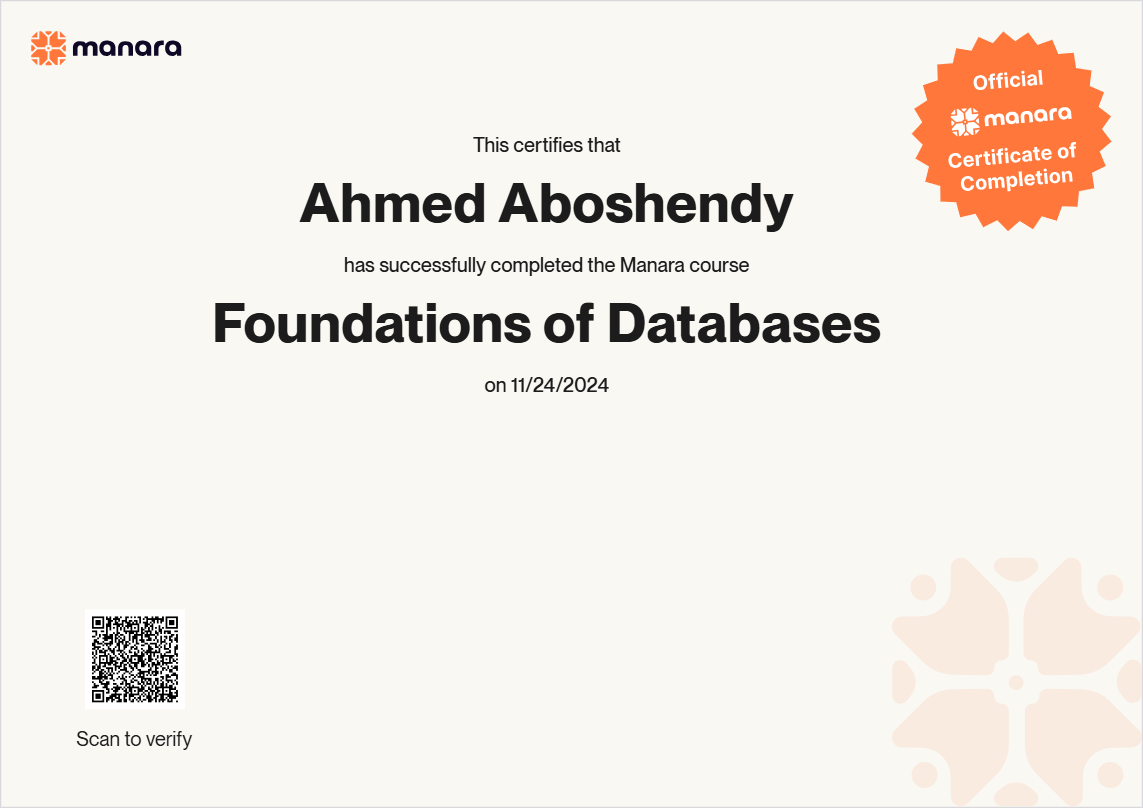 manara
Official
manara
Certificate of
Completion
This certifies that
Ahmed Aboshendy
has successfully completed the Manara course
Foundations of Databases
on 11/24/2024
Scan to verify